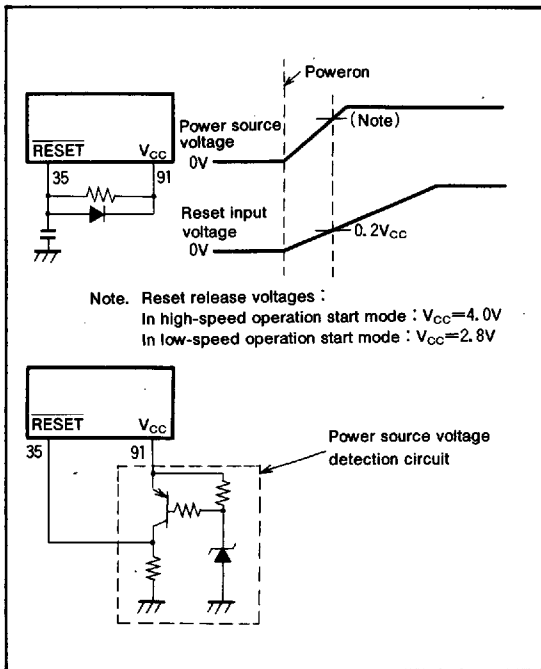 Poweron
Power source voltage
(Note)
0V
RESET
VCC
35
91
Reset input voltage
0V
0.2VCC
Note. Reset release voltages :
In high-speed operation start mode : VCC=4.0V
In low-speed operation start mode : VCC=2.8V
RESET
VCC
35
91
Power source voltage
detection circuit